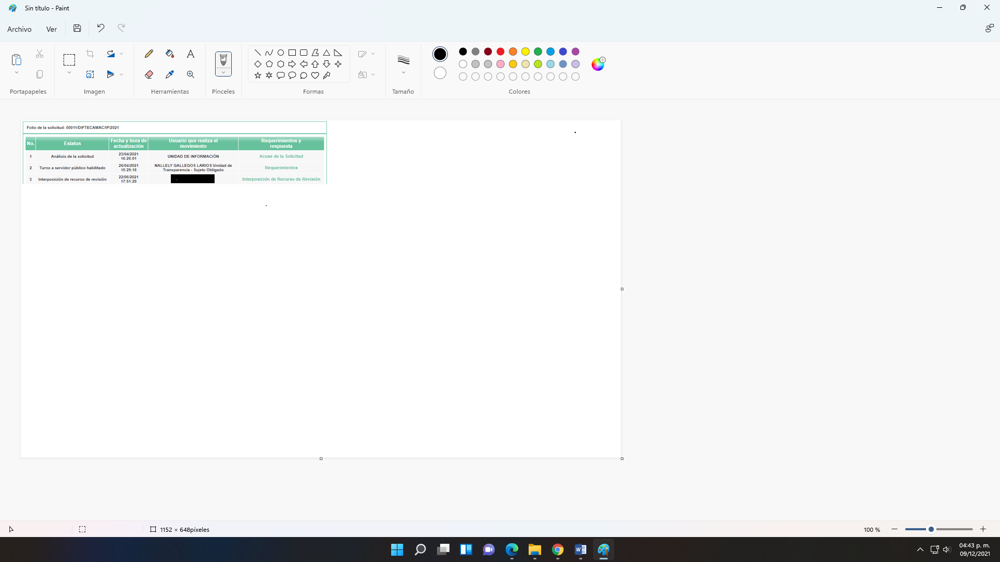 Sin título - Paint
Archivo
Ver
Portapapeles
Imagen
Herramientas
Pinceles
Formas
Tamaño
Colores
Folio de la solicitud: 00011/DIFTECAMAC/IP/2021
No. Estatus Fecha y hora de actualización Usuario que realiza el movimiento Requerimientos y respuesta
1 Análisis de la solicitud 23/04/2021 16:26:01 UNIDAD DE INFORMACIÓN Acuse de la Solicitud
2 Turno a servidor público habilitado 26/04/2021 15:29:18 NALLELY GALLEGOS LARIOS Unidad de Transparencia - Sujeto Obligado Requerimientos
3 Interposición de recurso de revisión 22/06/2021 17:51:29 Interposición de Recurso de Revisión
1152 × 648píxeles
100 %
04:43 p. m.
09/12/2021